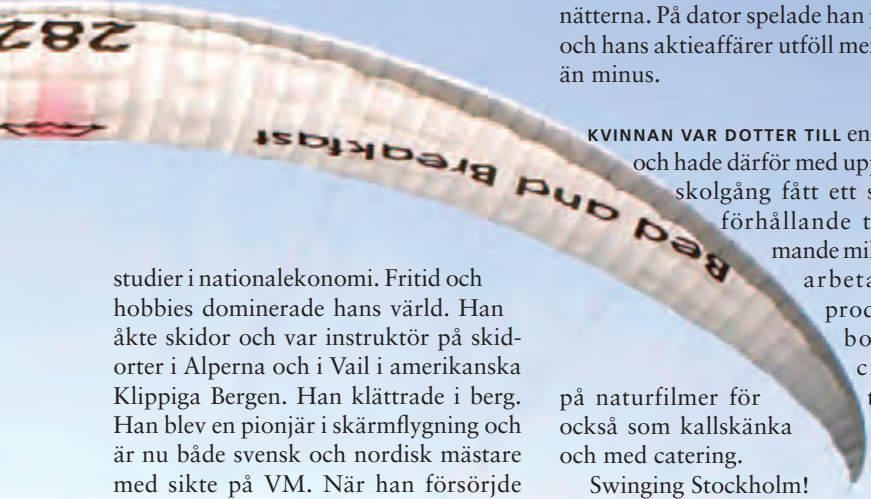 282
Bed and Breakfast
studier i nationalekonomi. Fritid och
hobbies dominerade hans värld. Han
åkte skidor och var instruktör på skid-
orter i Alperna och i Vail i amerikanska
Klippiga Bergen. Han klättrade i berg.
Han blev en pionjär i skärmflygning och
är nu både svensk och nordisk mästare
med sikte på VM. När han försörjde
nätterna. På dator spelade han
och hans aktieaffärer utföll
än minus.
KVINNAN VAR DOTTER TILL
och hade därför med
skolgång fått ett
förhållande
på naturfilmer för
också som kallskänka
och med catering.
Swinging Stockholm!